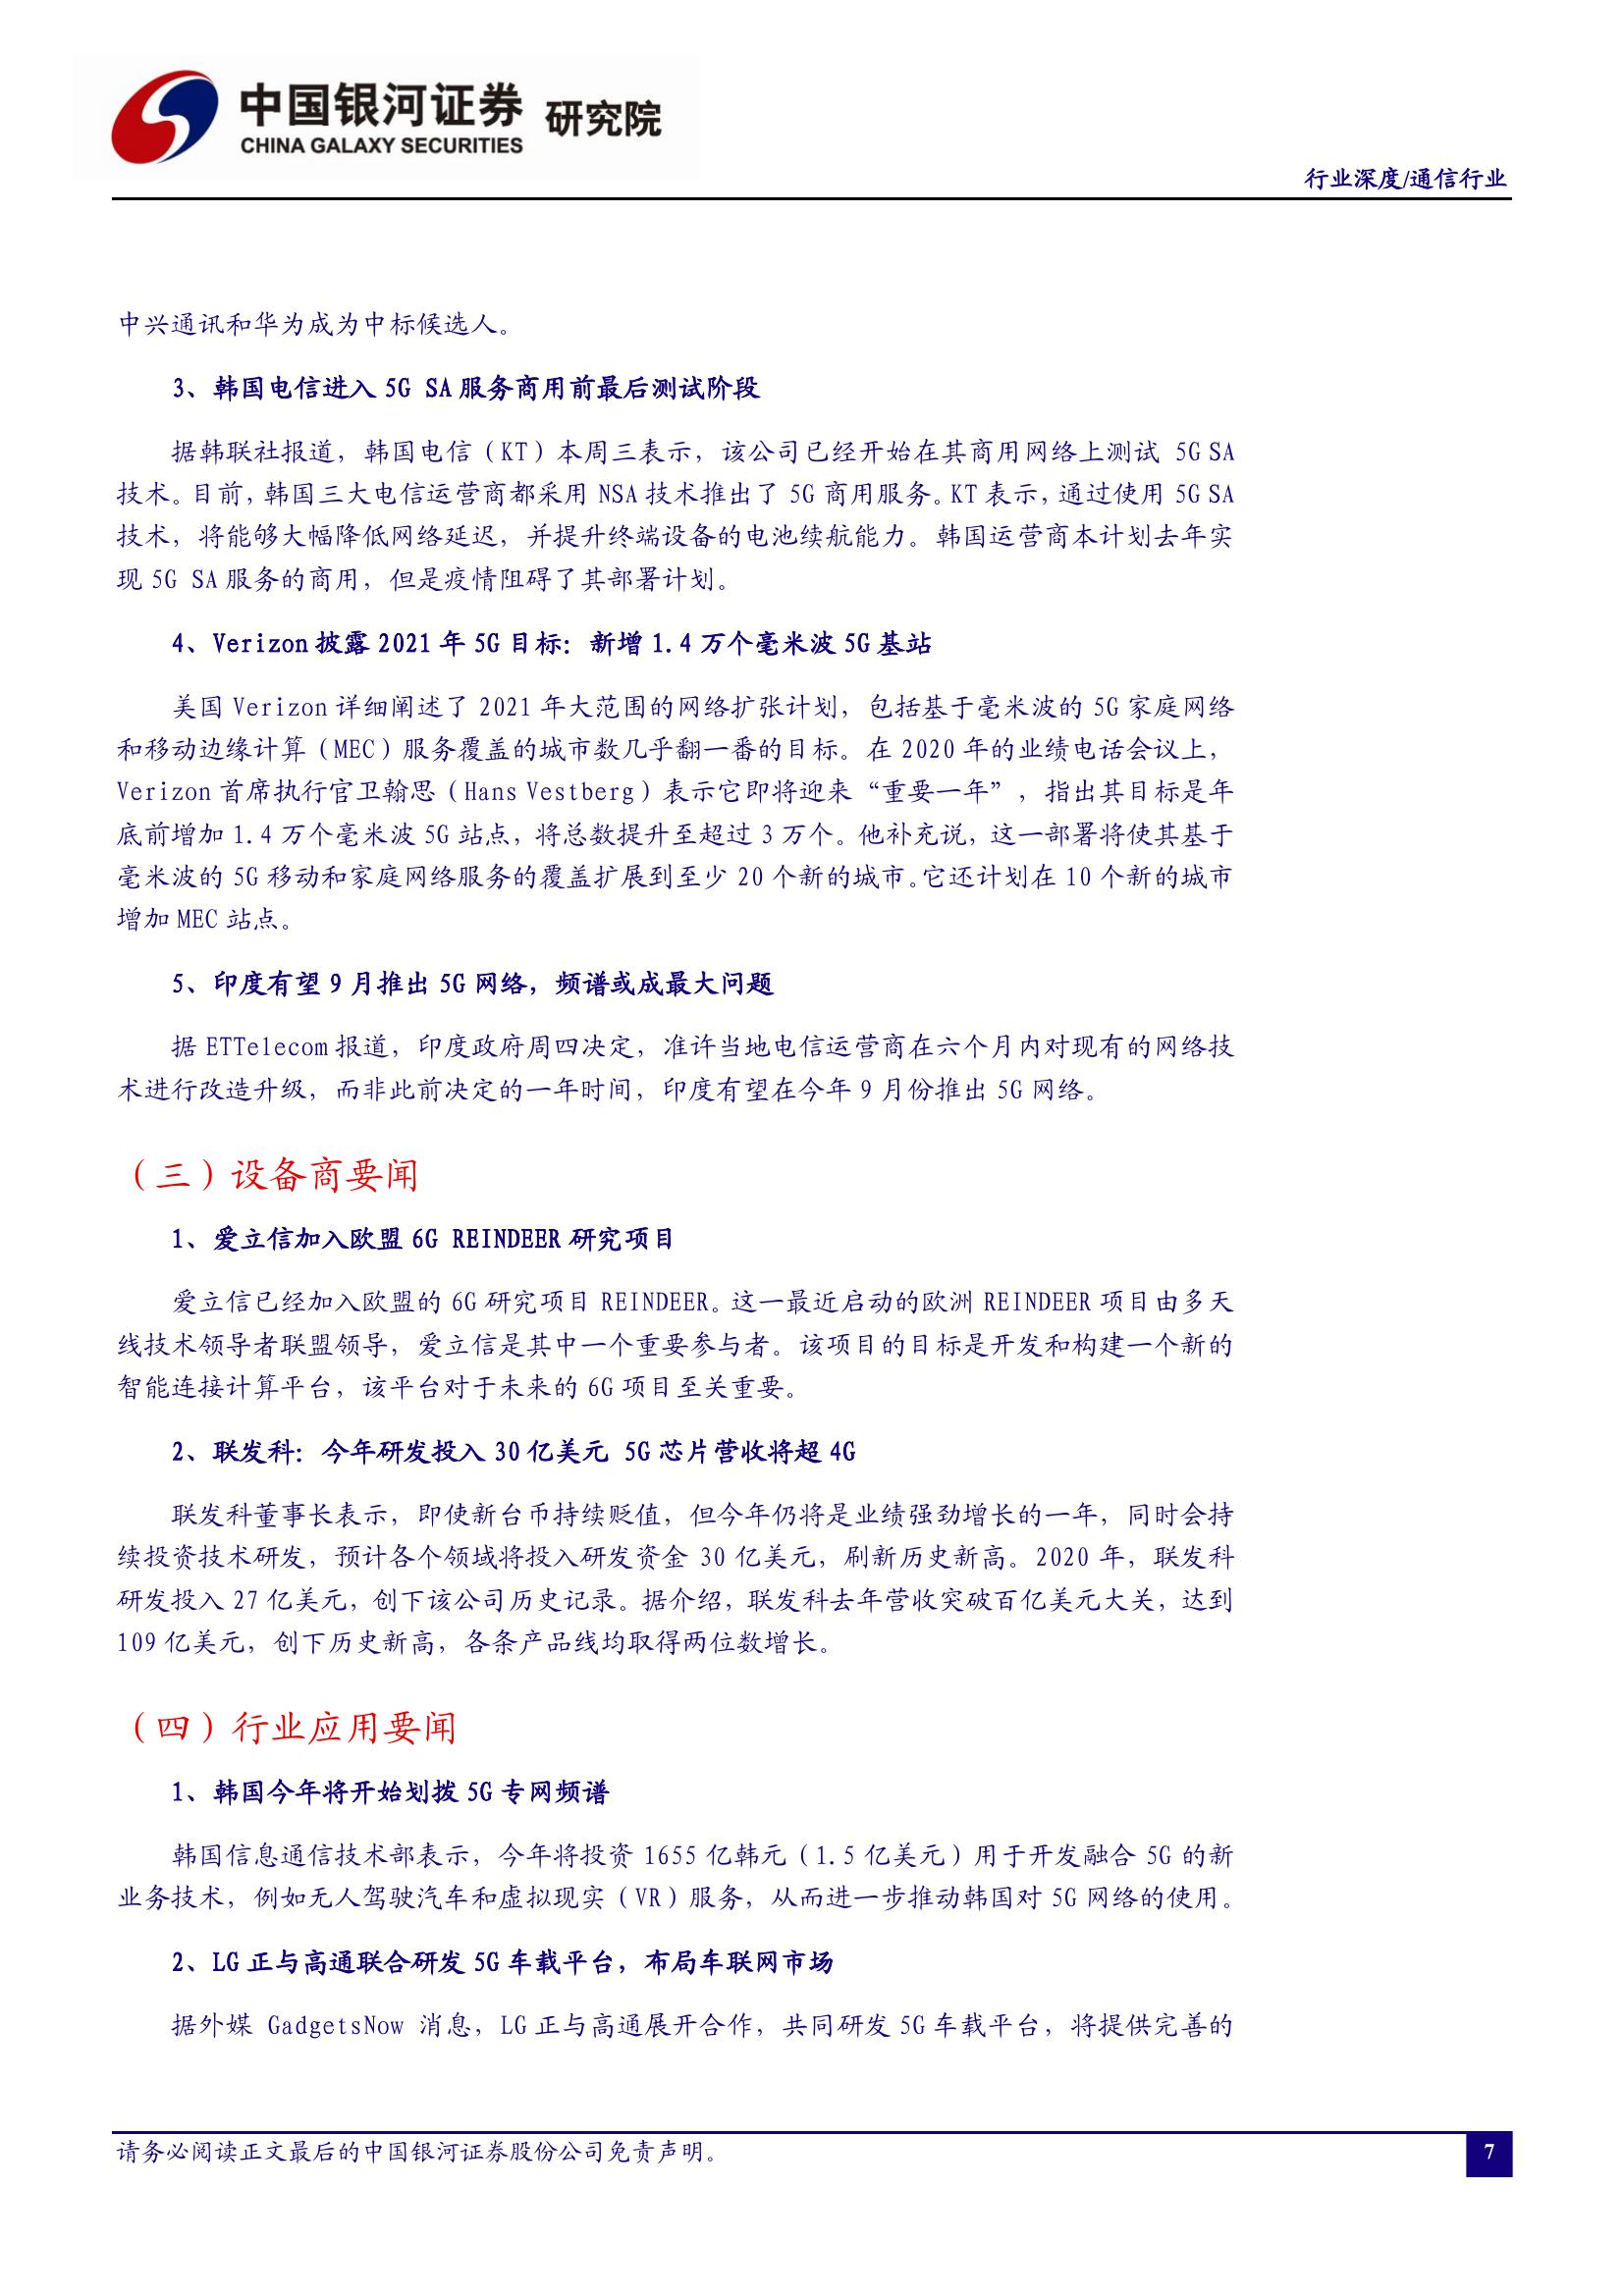 中国银河证券 研究院
CHINA GALAXY SECURITIES
行业深度/通信行业
中兴通讯和华为成为中标候选人。
3、韩国电信进入 5G SA 服务商用前最后测试阶段
据韩联社报道，韩国电信（KT）本周三表示，该公司已经开始在其商用网络上测试 5G SA
技术。目前，韩国三大电信运营商都采用 NSA 技术推出了 5G 商用服务。KT 表示，通过使用 5G SA
技术，将能够大幅降低网络延迟，并提升终端设备的电池续航能力。韩国运营商本计划去年实
现 5G SA 服务的商用，但是疫情阻碍了其部署计划。
4、Verizon 披露 2021 年 5G 目标：新增 1.4 万个毫米波 5G 基站
美国 Verizon 详细阐述了 2021 年大范围的网络扩张计划，包括基于毫米波的 5G 家庭网络
和移动边缘计算（MEC）服务覆盖的城市数几乎翻一番的目标。在 2020 年的业绩电话会议上，
Verizon 首席执行官卫翰思（Hans Vestberg）表示它即将迎来“重要一年”，指出其目标是年
底前增加 1.4 万个毫米波 5G 站点，将总数提升至超过 3 万个。他补充说，这一部署将使其基于
毫米波的 5G 移动和家庭网络服务的覆盖扩展到至少 20 个新的城市。它还计划在 10 个新的城市
增加 MEC 站点。
5、印度有望 9 月推出 5G 网络，频谱或成最大问题
据 ETTelecom 报道，印度政府周四决定，准许当地电信运营商在六个月内对现有的网络技
术进行改造升级，而非此前决定的一年时间，印度有望在今年 9 月份推出 5G 网络。
（三）设备商要闻
1、爱立信加入欧盟 6G REINDEER 研究项目
爱立信已经加入欧盟的 6G 研究项目 REINDEER。这一最近启动的欧洲 REINDEER 项目由多天
线技术领导者联盟领导，爱立信是其中一个重要参与者。该项目的目标是开发和构建一个新的
智能连接计算平台，该平台对于未来的 6G 项目至关重要。
2、联发科：今年研发投入 30 亿美元 5G 芯片营收将超 4G
联发科董事长表示，即使新台币持续贬值，但今年仍将是业绩强劲增长的一年，同时会持
续投资技术研发，预计各个领域将投入研发资金 30 亿美元，刷新历史新高。2020 年，联发科
研发投入 27 亿美元，创下该公司历史记录。据介绍，联发科去年营收突破百亿美元大关，达到
109 亿美元，创下历史新高，各条产品线均取得两位数增长。
（四）行业应用要闻
1、韩国今年将开始划拨 5G 专网频谱
韩国信息通信技术部表示，今年将投资 1655 亿韩元（1.5 亿美元）用于开发融合 5G 的新
业务技术，例如无人驾驶汽车和虚拟现实（VR）服务，从而进一步推动韩国对 5G 网络的使用。
2、LG 正与高通联合研发 5G 车载平台，布局车联网市场
据外媒 GadgetsNow 消息，LG 正与高通展开合作，共同研发 5G 车载平台，将提供完善的
请务必阅读正文最后的中国银河证券股份公司免责声明。
7